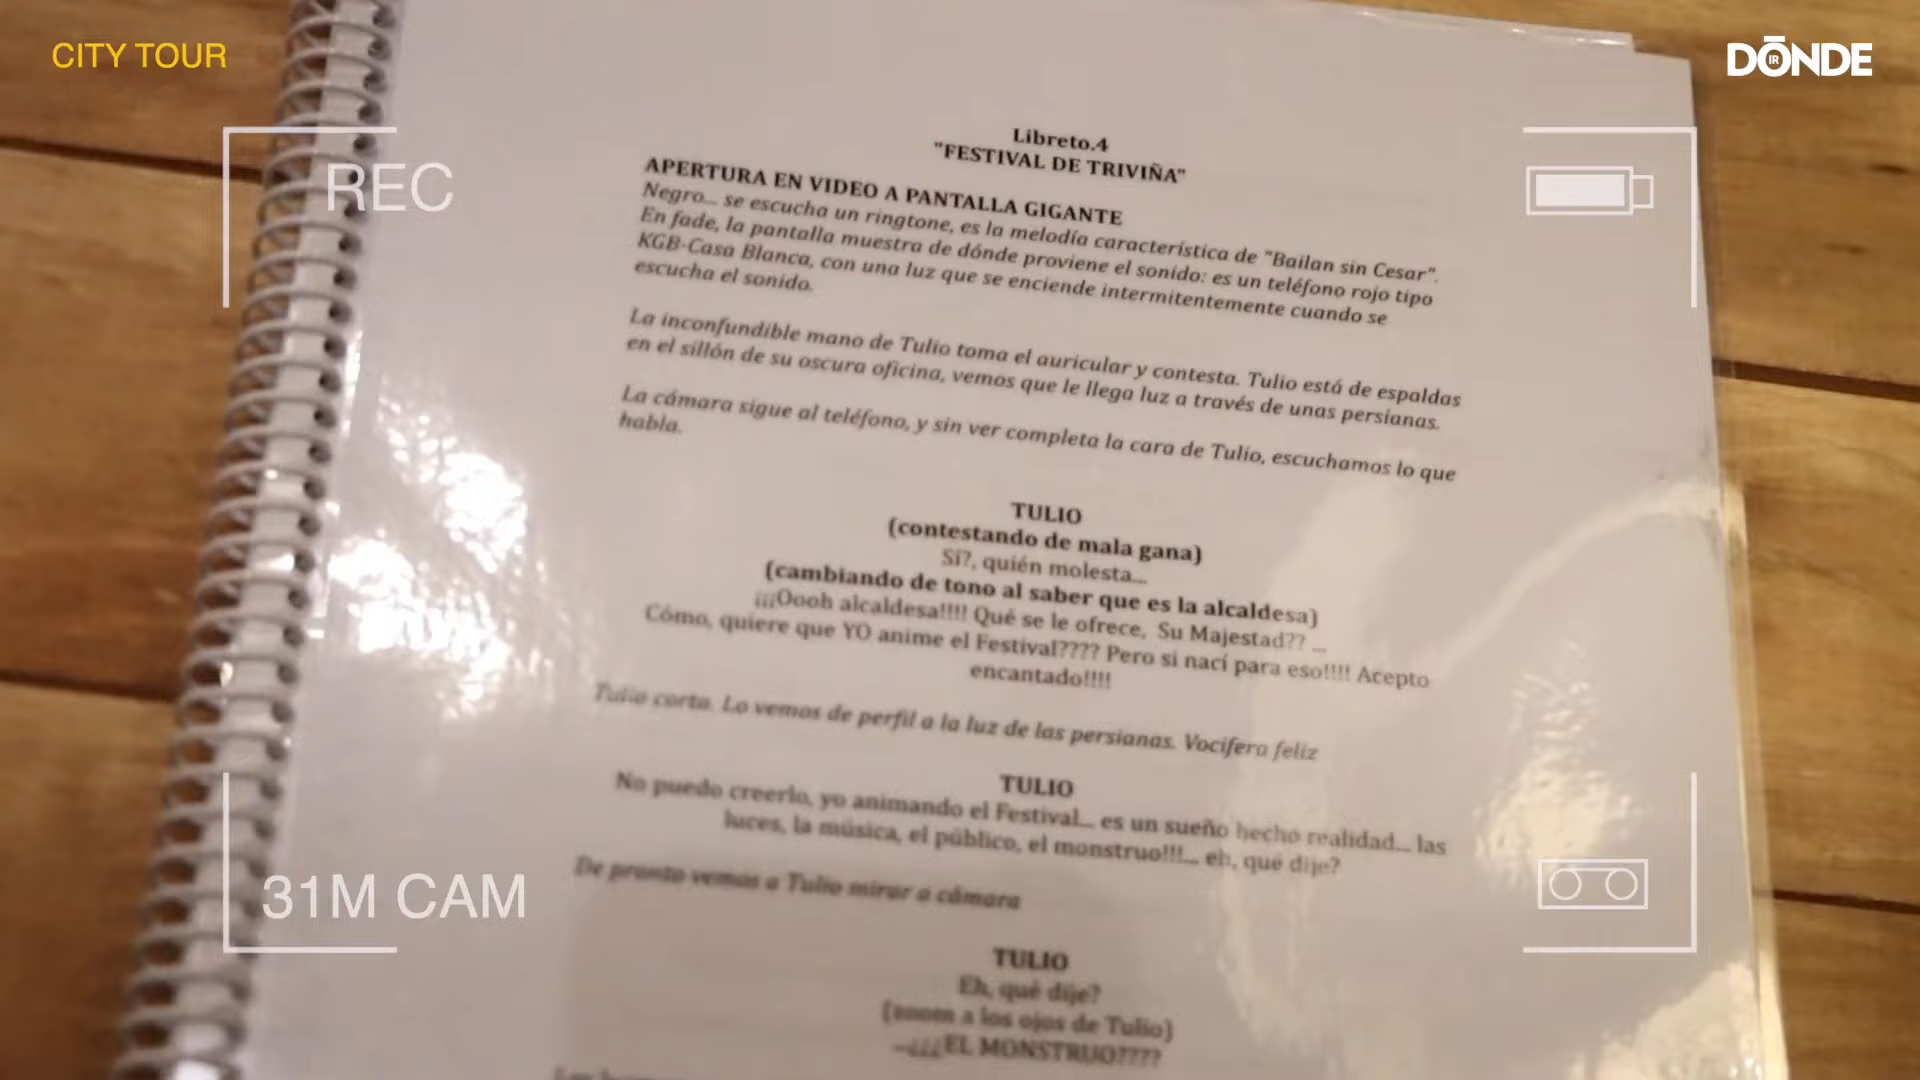 CITY TOUR
DÓNDE
IR
REC
31M CAM
Libreto.4
"FESTIVAL DE TRIVIÑA"
APERTURA EN VIDEO A PANTALLA GIGANTE
Negro... se escucha un ringtone, es la melodía característica de "Bailan sin Cesar".
En fade, la pantalla muestra de dónde proviene el sonido: es un teléfono rojo tipo
KGB-Casa Blanca, con una luz que se enciende intermitentemente cuando se
escucha el sonido.
La inconfundible mano de Tulio toma el auricular y contesta. Tulio está de espaldas
en el sillón de su oscura oficina, vemos que le llega luz a través de unas persianas.
La cámara sigue al teléfono, y sin ver completa la cara de Tulio, escuchamos lo que
habla.
TULIO
(contestando de mala gana)
Sí?, quién molesta...
(cambiando de tono al saber que es la alcaldesa)
¡¡¡Oooh alcaldesa!!!! Qué se le ofrece, Su Majestad?? ...
Cómo, quiere que YO anime el Festival???? Pero si nací para eso!!!! Acepto
encantado!!!!
Tulio corta. Lo vemos de perfil a la luz de las persianas. Vocifera feliz
TULIO
No puedo creerlo, yo animando el Festival... es un sueño hecho realidad... las
luces, la música, el público, el monstruo!!!... eh, qué dije?
De pronto vemos a Tulio mirar a cámara
TULIO
Eh, qué dije?
(zoom a los ojos de Tulio)
...¿¿¿EL MONSTRUO????